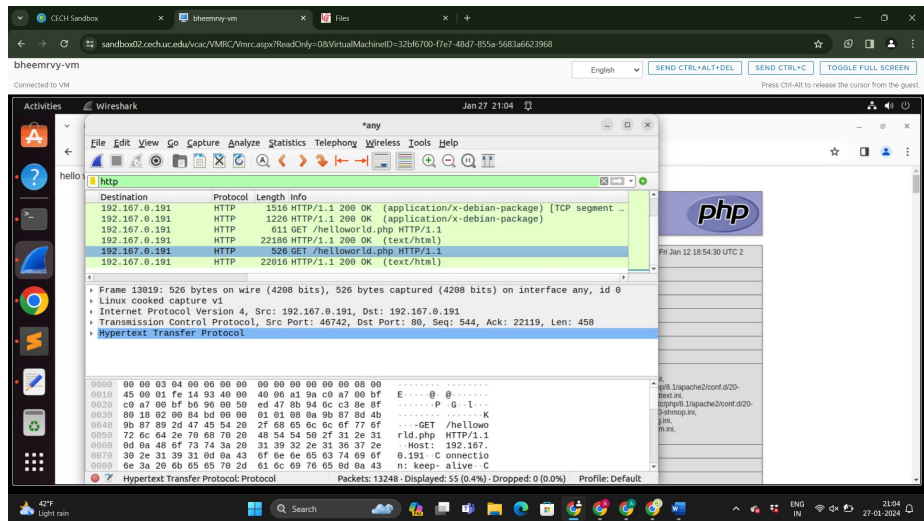 CECH Sandbox
bheemrvy-vm
Files
sandbox02.cech.uc.edu/vcac/VMRC/Vmrc.aspx?ReadOnly=0&VirtualMachineID=32bf6700-f7e7-48d7-855a-5683a6623968
bheemrvy-vm
English
SEND CTRL+ALT+DEL
SEND CTRL+C
TOGGLE FULL SCREEN
Connected to VM
Press Ctrl-Alt to release the cursor from the guest.
Activities
Wireshark
Jan 27 21:04
*any
File Edit View Go Capture Analyze Statistics Telephony Wireless Tools Help
hello
http
php
Destination Protocol Length Info
192.167.0.191 HTTP 1516 HTTP/1.1 200 OK (application/x-debian-package) [TCP segment …
192.167.0.191 HTTP 1226 HTTP/1.1 200 OK (application/x-debian-package)
192.167.0.191 HTTP 611 GET /helloworld.php HTTP/1.1
192.167.0.191 HTTP 22186 HTTP/1.1 200 OK (text/html)
192.167.0.191 HTTP 526 GET /helloworld.php HTTP/1.1
192.167.0.191 HTTP 22016 HTTP/1.1 200 OK (text/html)
Fri Jan 12 18:54:30 UTC 2
Frame 13019: 526 bytes on wire (4208 bits), 526 bytes captured (4208 bits) on interface any, id 0
Linux cooked capture v1
Internet Protocol Version 4, Src: 192.167.0.191, Dst: 192.167.0.191
Transmission Control Protocol, Src Port: 46742, Dst Port: 80, Seq: 544, Ack: 22119, Len: 458
Hypertext Transfer Protocol
0000 00 00 03 04 00 06 00 00 00 00 00 00 00 00 08 00 ········ ········
0010 45 00 01 fe 14 93 40 00 40 06 a1 9a c0 a7 00 bf E·····@· @·······
0020 c0 a7 00 bf b6 96 00 50 ed 47 8b 94 6c c3 8e 8f ·······P ·G··l···
0030 80 18 02 00 84 bd 00 00 01 01 08 0a 9b 87 8d 4b ········ ·······K
0040 9b 87 89 2d 47 45 54 20 2f 68 65 6c 6c 6f 77 6f ···-GET /hellowo
0050 72 6c 64 2e 70 68 70 20 48 54 54 50 2f 31 2e 31 rld.php HTTP/1.1
0060 0d 0a 48 6f 73 74 3a 20 31 39 32 2e 31 36 37 2e ··Host: 192.167.
0070 30 2e 31 39 31 0d 0a 43 6f 6e 6e 65 63 74 69 6f 0.191··C onnectio
0080 6e 3a 20 6b 65 65 70 2d 61 6c 69 76 65 0d 0a 43 n: keep- alive··C
hp/8.1/apache2/conf.d/20-
ttext.ini,
tc/php/8.1/apache2/conf.d/20-
0-shmop.ini,
m.ini,
Hypertext Transfer Protocol: Protocol
Packets: 13248 · Displayed: 55 (0.4%) · Dropped: 0 (0.0%)
Profile: Default
42°F
Light rain
Search
ENG
IN
21:04
27-01-2024